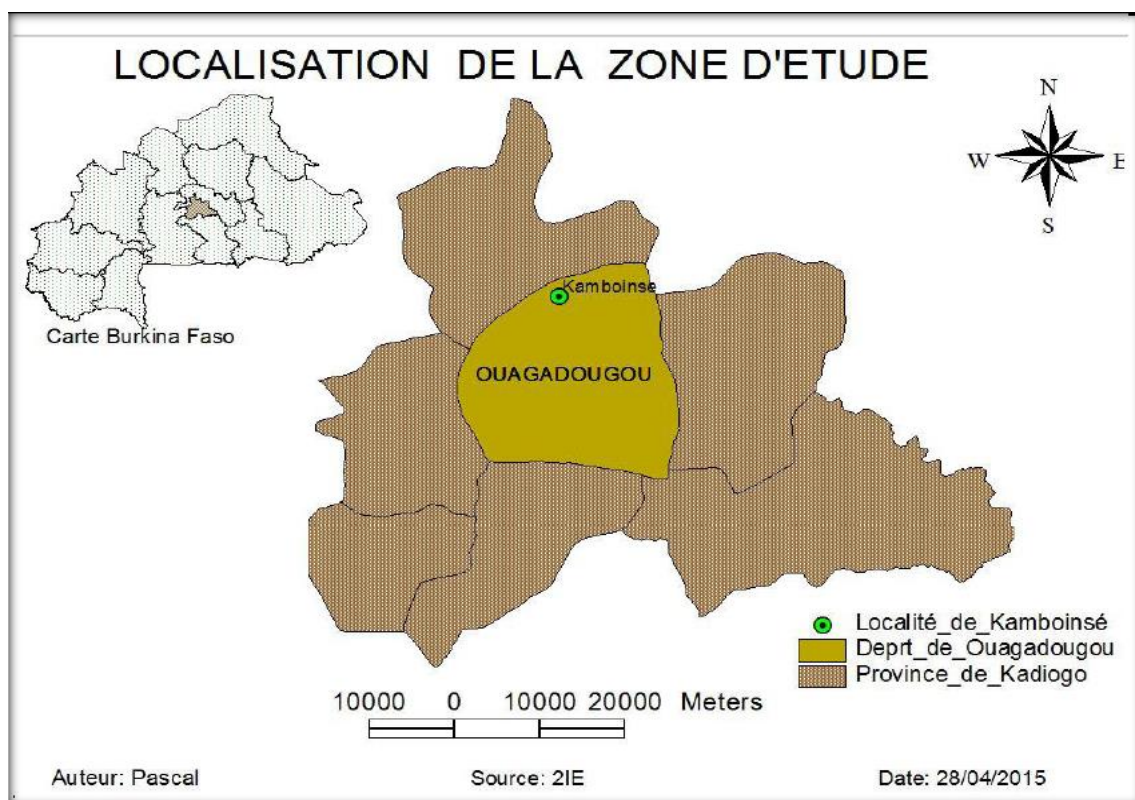 LOCALISATION DE LA ZONE D'ETUDE
N
W E
S
Kamboinse
Carte Burkina Faso
OUAGADOUGOU
Localité_de_Kamboinsé
Deprt_de_Ouagadougou
Province_de_Kadiogo
10000 0 10000 20000 Meters
Auteur: Pascal Source: 2IE Date: 28/04/2015